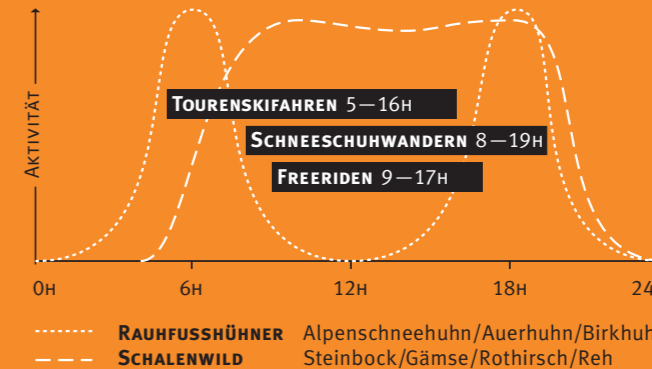 AKTIVITÄT
TOURENSKIFAHREN 5—16H
SCHNEESCHUHWANDERN 8—19H
FREERIDEN 9—17H
0H 6H 12H 18H 24
RAUHFUSSHÜHNER Alpenschneehuhn/Auerhuhn/Birkhuh
SCHALENWILD Steinbock/Gämse/Rothirsch/Reh